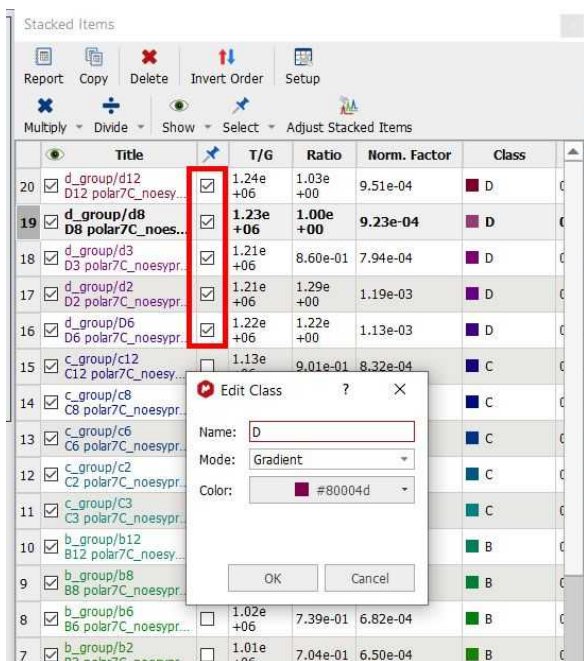 Stacked Items
Report Copy Delete Invert Order Setup
Multiply Divide Show Select Adjust Stacked Items
Title T/G Ratio Norm. Factor Class
20 d_group/d12 1.24e 1.03e 9.51e-04 D
D12 polar7C_noesy... +06 +00
19 d_group/d8 1.23e 1.00e 9.23e-04 D
D8 polar7C_noes... +06 +00
18 d_group/d3 1.21e 8.60e-01 7.94e-04 D
D3 polar7C_noesypr... +06
17 d_group/d2 1.21e 1.29e 1.19e-03 D
D2 polar7C_noesypr... +06 +00
16 d_group/D6 1.22e 1.22e 1.13e-03 D
D6 polar7C_noesypr... +06 +00
15 c_group/c12 1.13e 9.01e-01 8.32e-04 C
C12 polar7C_noesy...
14 c_group/c8 C
C8 polar7C_noesypr...
13 c_group/c6 C
C6 polar7C_noesypr...
12 c_group/c2 C
C2 polar7C_noesypr...
11 c_group/C3 C
C3 polar7C_noesypr...
10 b_group/b12 B
B12 polar7C_noesy...
9 b_group/b8 B
B8 polar7C_noesypr...
8 b_group/b6 1.02e 7.39e-01 6.82e-04 B
B6 polar7C_noesypr... +06
7 b_group/b2 1.01e 7.04e-01 6.50e-04 B
Edit Class ? ×
Name: D
Mode: Gradient
Color: #80004d
OK Cancel